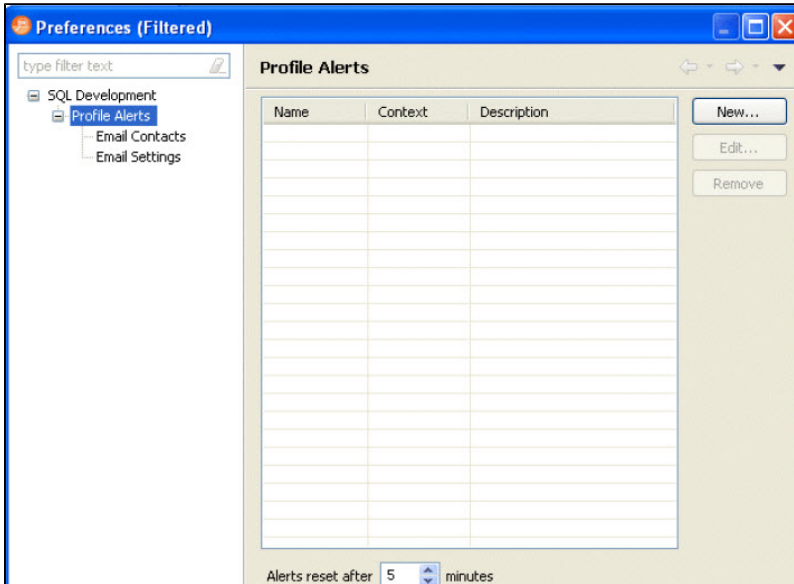 Preferences (Filtered)
type filter text
SQL Development
Profile Alerts
Email Contacts
Email Settings
Profile Alerts
Name Context Description
New...
Edit...
Remove
Alerts reset after 5 minutes